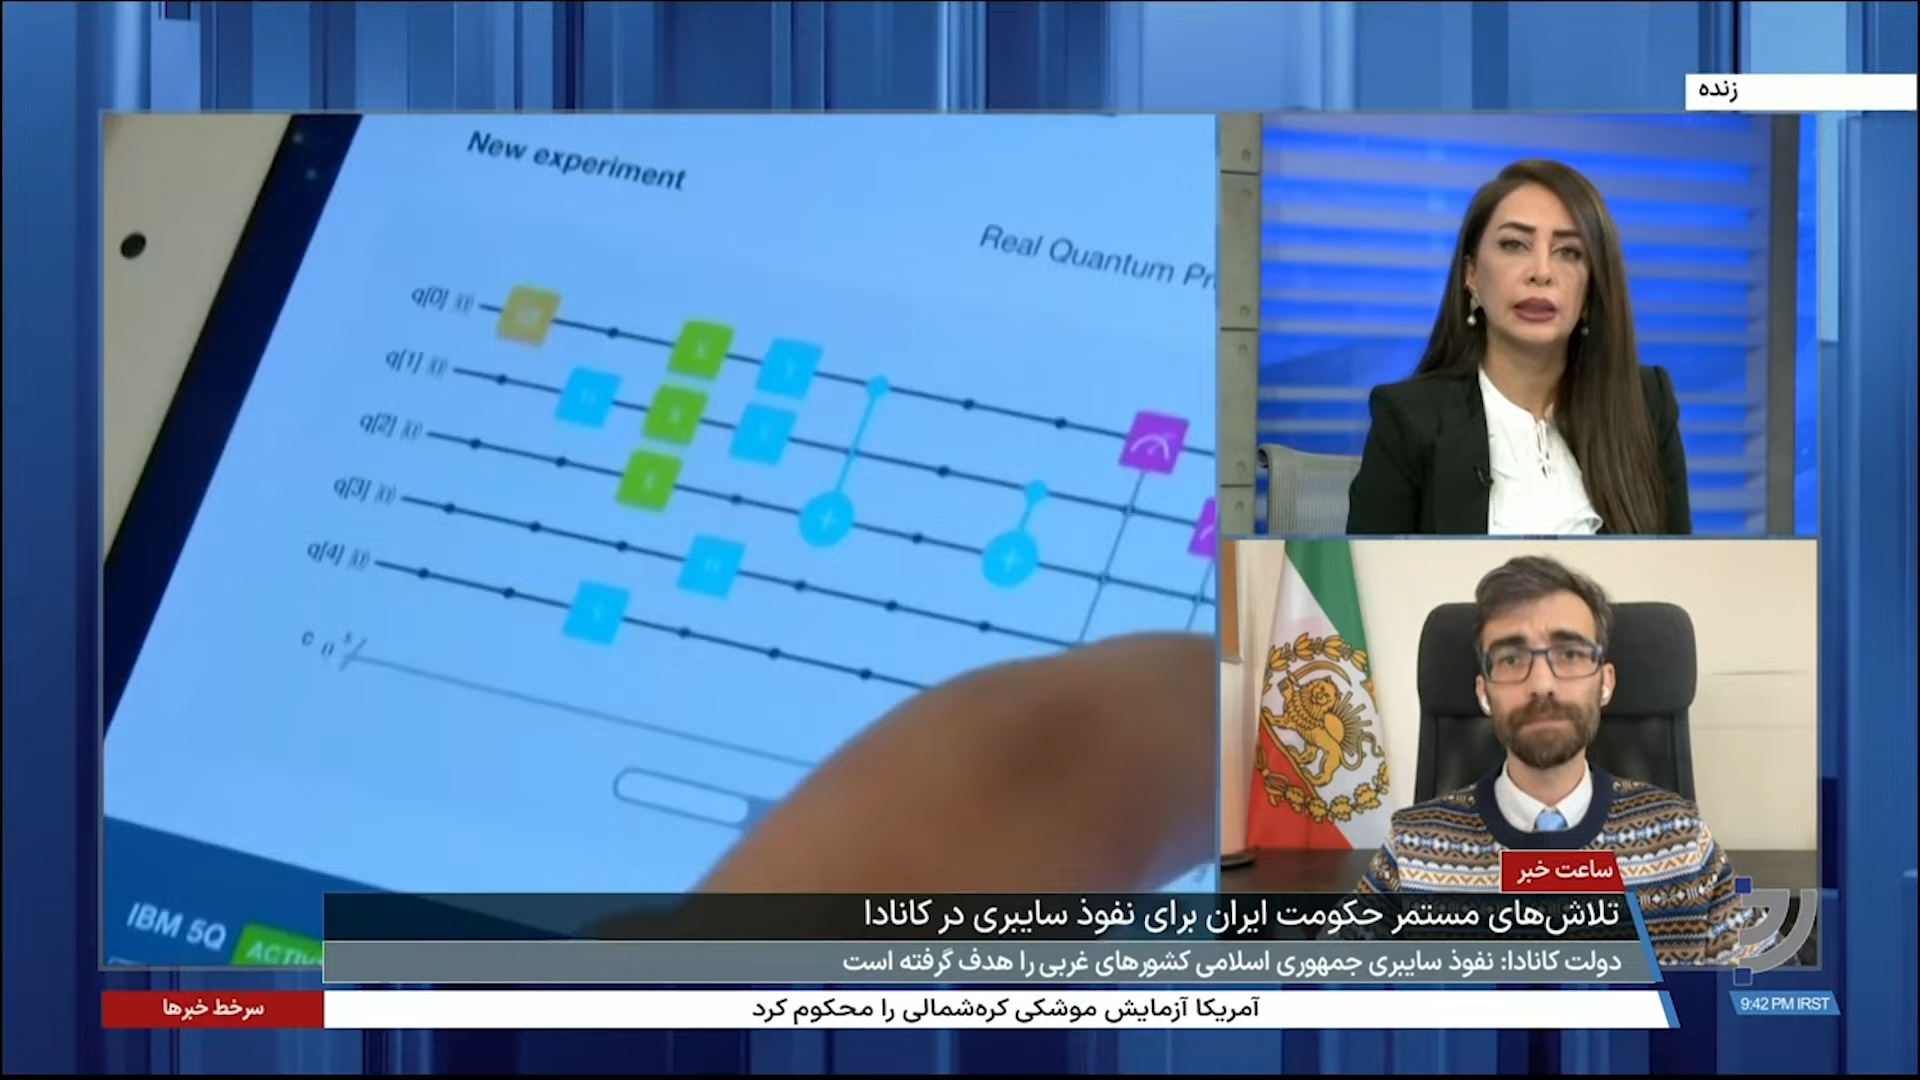 زنده
New experiment
Real Quantum Pr
q[0]
q[1]
q[2]
q[3]
q[4]
c 0 5
IBM 5Q
ساعت خبر
تلاش‌های مستمر حکومت ایران برای نفوذ سایبری در کانادا
دولت کانادا: نفوذ سایبری جمهوری اسلامی کشورهای غربی را هدف گرفته است
سرخط خبرها
آمریکا آزمایش موشکی کره‌شمالی را محکوم کرد
9:42 PM IRST